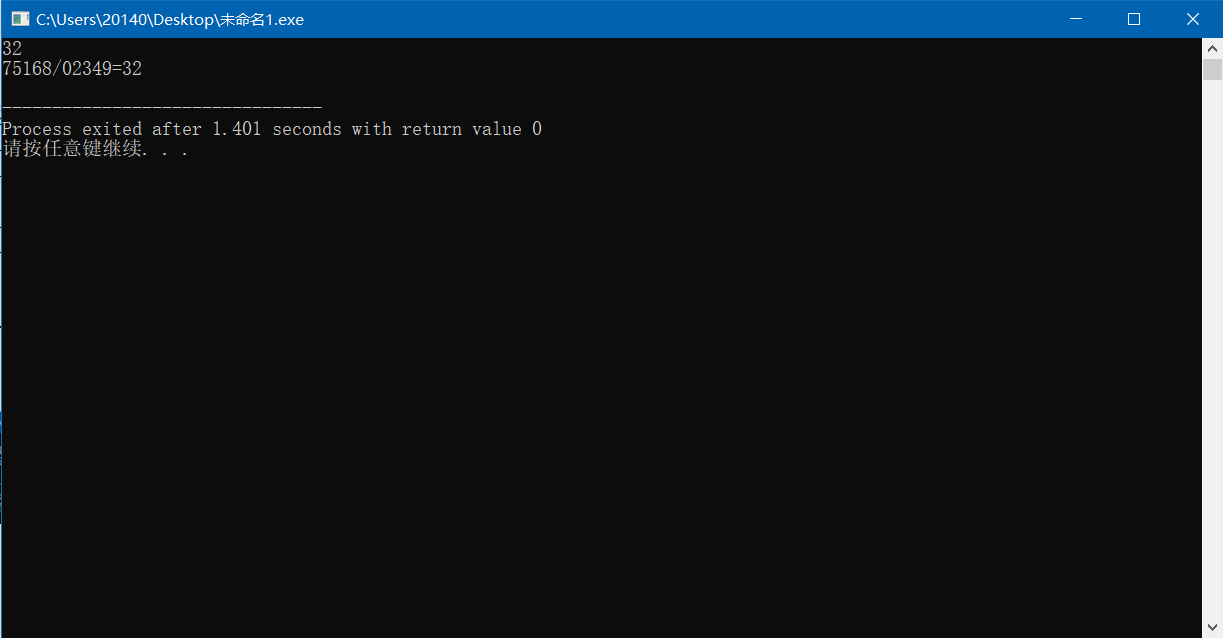 C:\Users\20140\Desktop\未命名1.exe
32
75168/02349=32
--------------------------------
Process exited after 1.401 seconds with return value 0
请按任意键继续. . .